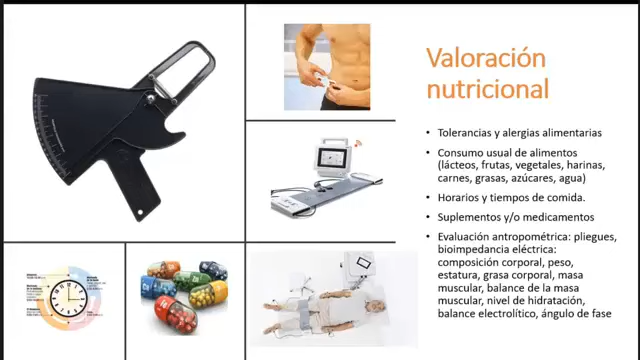 Valoración
nutricional
• Tolerancias y alergias alimentarias
• Consumo usual de alimentos
(lácteos, frutas, vegetales, harinas,
carnes, grasas, azúcares, agua)
• Horarios y tiempos de comida.
• Suplementos y/o medicamentos
• Evaluación antropométrica: pliegues,
bioimpedancia eléctrica:
composición corporal, peso,
estatura, grasa corporal, masa
muscular, balance de la masa
muscular, nivel de hidratación,
balance electrolítico, ángulo de fase